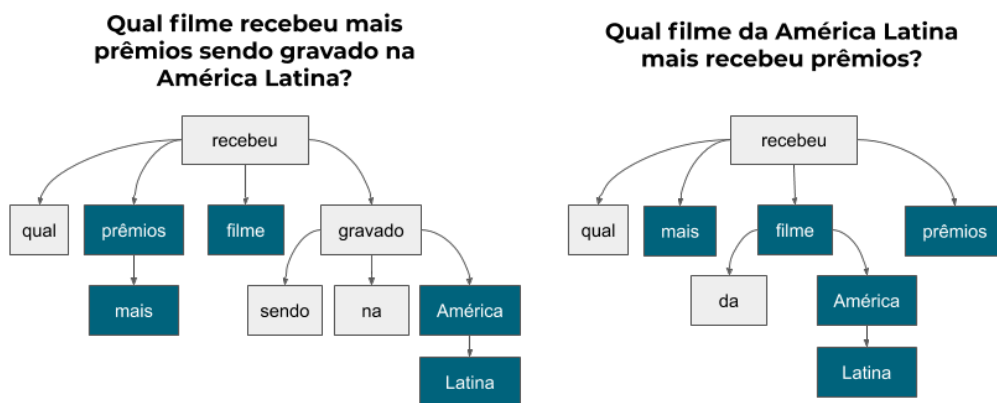 Qual filme recebeu mais
prêmios sendo gravado na
América Latina?
recebeu
qual
prêmios
filme
gravado
mais
sendo
na
América
Latina
Qual filme da América Latina
mais recebeu prêmios?
recebeu
qual
mais
filme
prêmios
da
América
Latina